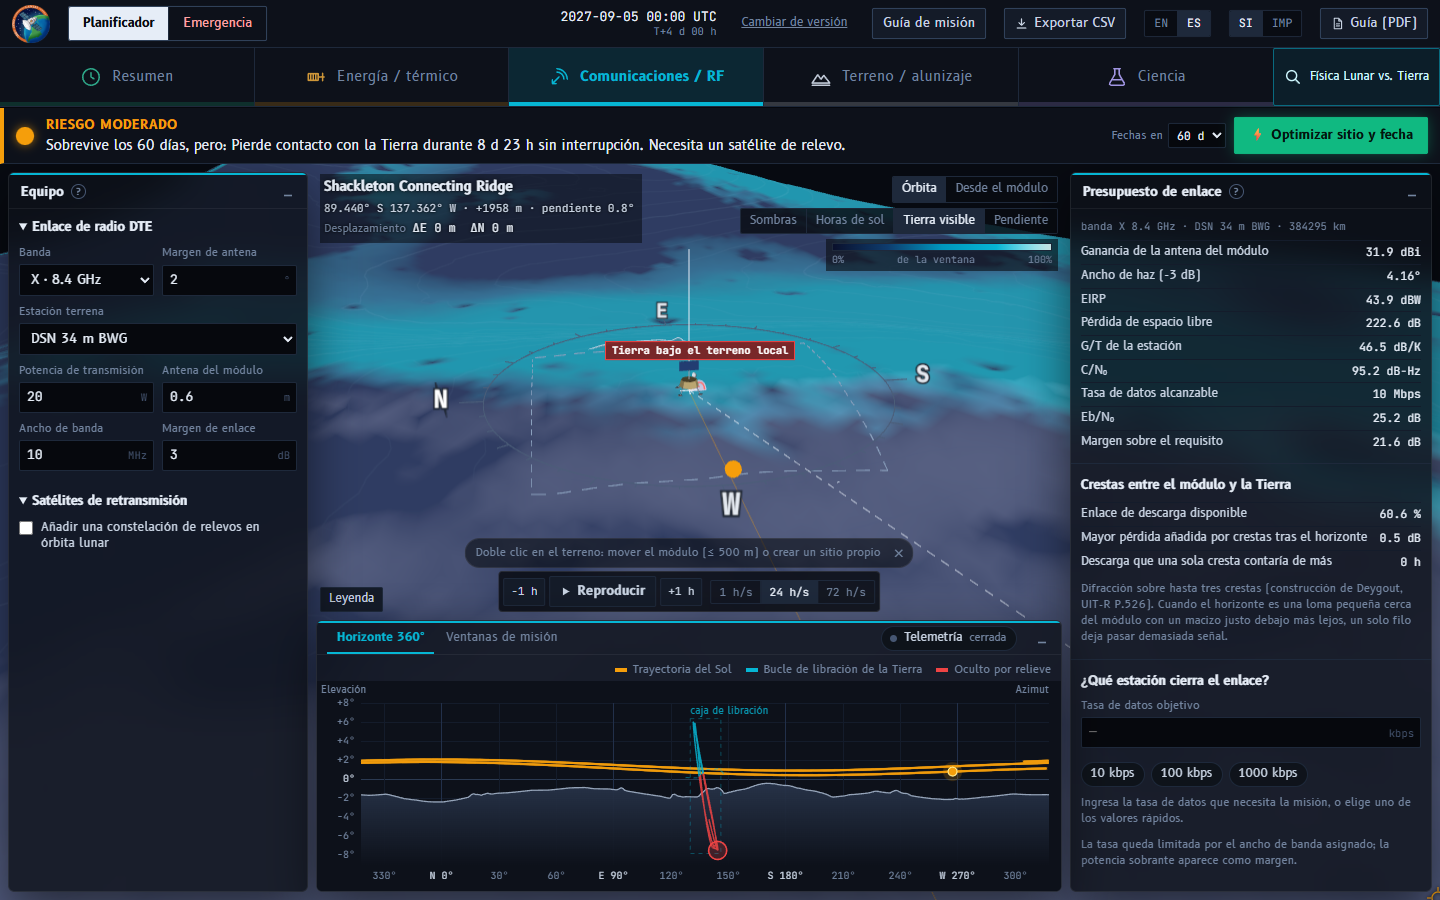 Planificador
Emergencia
2027-09-05 00:00 UTC
T+4 d 00 h
Cambiar de versión
Guía de misión
Exportar CSV
EN ES
SI IMP
Guía (PDF)
Resumen
Energía / térmico
Comunicaciones / RF
Terreno / alunizaje
Ciencia
Física Lunar vs. Tierra
RIESGO MODERADO
Sobrevive los 60 días, pero: Pierde contacto con la Tierra durante 8 d 23 h sin interrupción. Necesita un satélite de relevo.
Fechas en 60 d
Optimizar sitio y fecha
Equipo ?
Enlace de radio DTE
Banda
Margen de antena
X · 8.4 GHz
2 °
Estación terrena
DSN 34 m BWG
Potencia de transmisión
Antena del módulo
20 W
0.6 m
Ancho de banda
Margen de enlace
10 MHz
3 dB
Satélites de retransmisión
Añadir una constelación de relevos en
órbita lunar
Shackleton Connecting Ridge
89.440° S 137.362° W · +1958 m · pendiente 0.8°
Desplazamiento ΔE 0 m ΔN 0 m
Órbita
Desde el módulo
Sombras
Horas de sol
Tierra visible
Pendiente
0% de la ventana 100%
E
Tierra bajo el terreno local
N
S
W
Doble clic en el terreno: mover el módulo (≤ 500 m) o crear un sitio propio ×
-1 h
Reproducir
+1 h
1 h/s
24 h/s
72 h/s
Leyenda
Horizonte 360°
Ventanas de misión
Telemetría cerrada
Trayectoria del Sol
Bucle de libración de la Tierra
Oculto por relieve
Elevación
Azimut
caja de libración
+8°
+6°
+4°
+2°
0°
-2°
-4°
-6°
-8°
330° N 0° 30° 60° E 90° 120° 150° S 180° 210° 240° W 270° 300°
Presupuesto de enlace ?
banda X 8.4 GHz · DSN 34 m BWG · 384295 km
Ganancia de la antena del módulo 31.9 dBi
Ancho de haz (-3 dB) 4.16°
EIRP 43.9 dBW
Pérdida de espacio libre 222.6 dB
G/T de la estación 46.5 dB/K
C/N₀ 95.2 dB-Hz
Tasa de datos alcanzable 10 Mbps
Eb/N₀ 25.2 dB
Margen sobre el requisito 21.6 dB
Crestas entre el módulo y la Tierra
Enlace de descarga disponible 60.6 %
Mayor pérdida añadida por crestas tras el horizonte 0.5 dB
Descarga que una sola cresta contaría de más 0 h
Difracción sobre hasta tres crestas (construcción de Deygout,
UIT-R P.526). Cuando el horizonte es una loma pequeña cerca
del módulo con un macizo justo debajo más lejos, un solo filo
deja pasar demasiada señal.
¿Qué estación cierra el enlace?
Tasa de datos objetivo
— kbps
10 kbps
100 kbps
1000 kbps
Ingresa la tasa de datos que necesita la misión, o elige uno de
los valores rápidos.
La tasa queda limitada por el ancho de banda asignado; la
potencia sobrante aparece como margen.